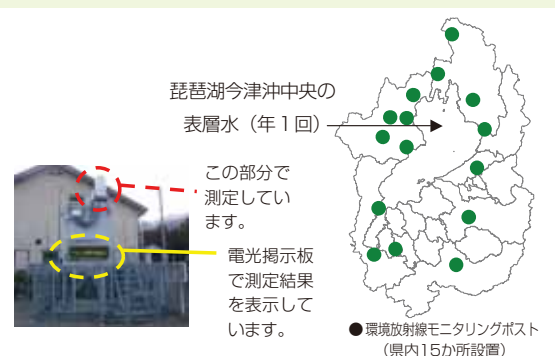 琵琶湖今津沖中央の
表層水（年１回）
この部分で
測定してい
ます。
電光掲示板
で測定結果
を表示して
います。
●環境放射線モニタリングポスト
（県内15か所設置）